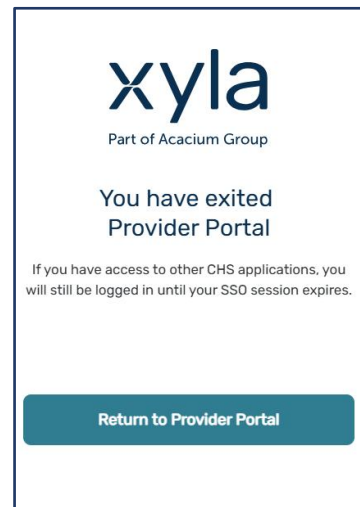 xyla
Part of Acacium Group
You have exited
Provider Portal
If you have access to other CHS applications, you
will still be logged in until your SSO session expires.
Return to Provider Portal